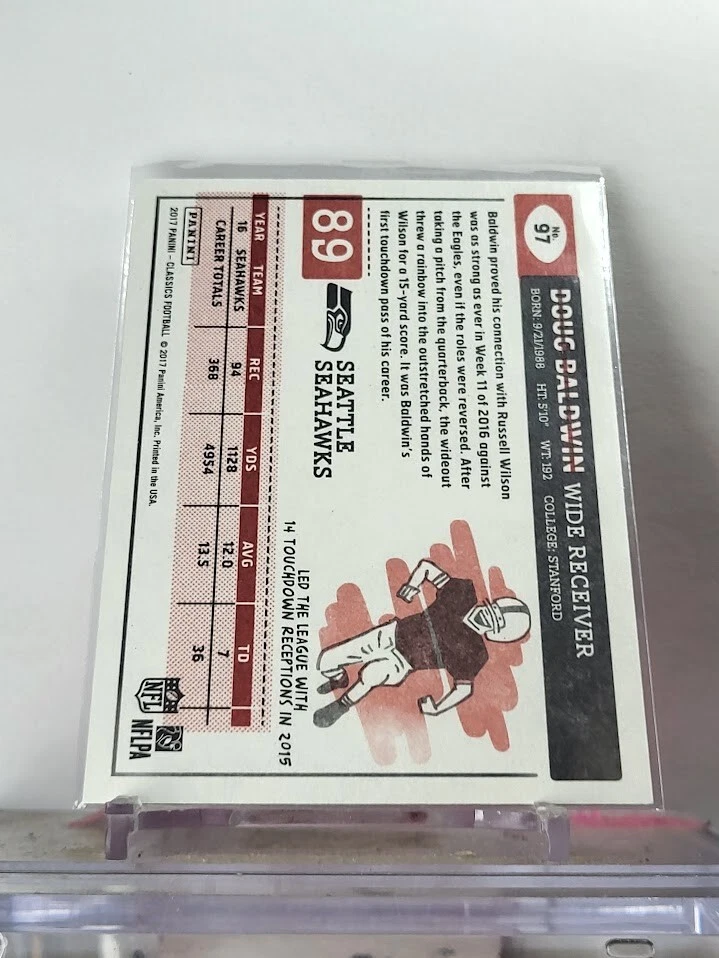 No.
97
DOUG BALDWIN WIDE RECEIVER
BORN: 9/21/1988 HT: 5'10" WT: 192 COLLEGE: STANFORD
Baldwin proved his connection with Russell Wilson
was as strong as ever in Week 11 of 2016 against
the Eagles, even if the roles were reversed. After
taking a pitch from the quarterback, the wideout
threw a rainbow into the outstretched hands of
Wilson for a 15-yard score. It was Baldwin's
first touchdown pass of his career.
89
SEATTLE
SEAHAWKS
LED THE LEAGUE WITH
14 TOUCHDOWN RECEPTIONS IN 2015
YEAR TEAM REC YDS AVG TD
16 SEAHAWKS 94 1128 12.0 7
CAREER TOTALS 368 4954 13.5 36
PANINI
2017 PANINI – CLASSICS FOOTBALL © 2017 Panini America, Inc. Printed in the USA.
NFL
NFLPA